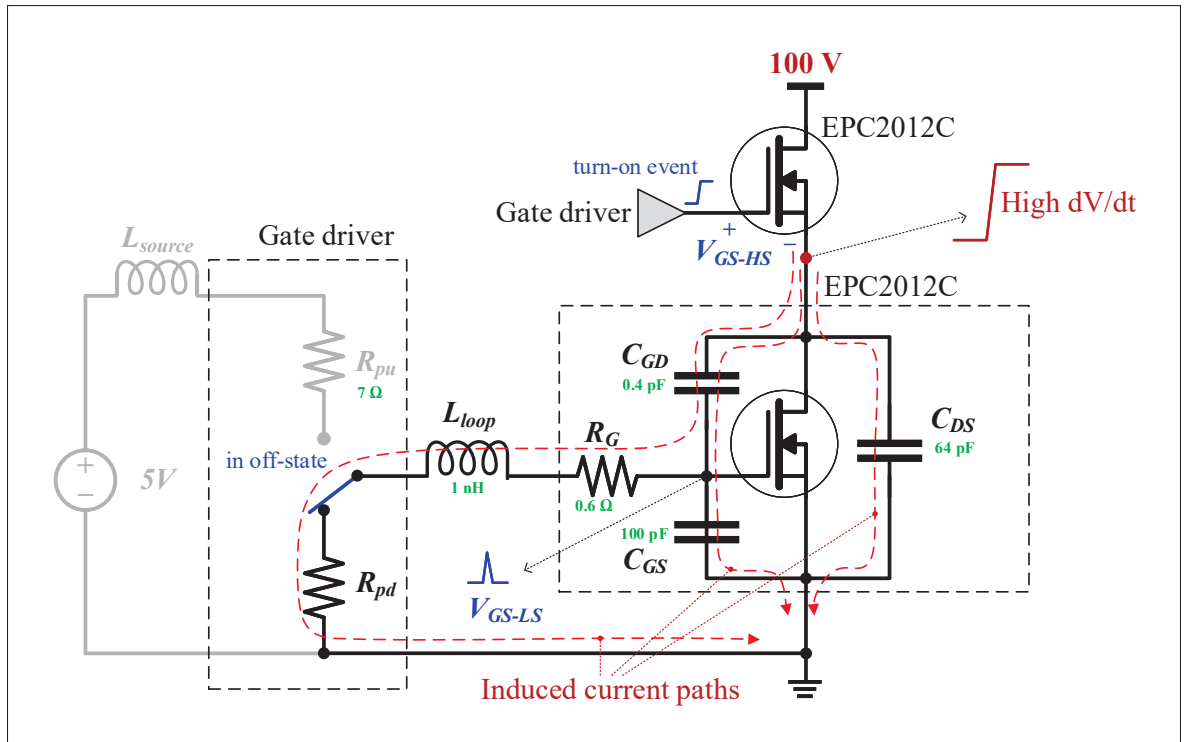 100 V
EPC2012C
turn-on event
Gate driver
+
−
V_GS-HS
High dV/dt
L_source
Gate driver
EPC2012C
R_pu
7 Ω
C_GD
0.4 pF
L_loop
1 nH
R_G
0.6 Ω
C_DS
64 pF
in off-state
+
−
5V
100 pF
C_GS
R_pd
V_GS-LS
Induced current paths